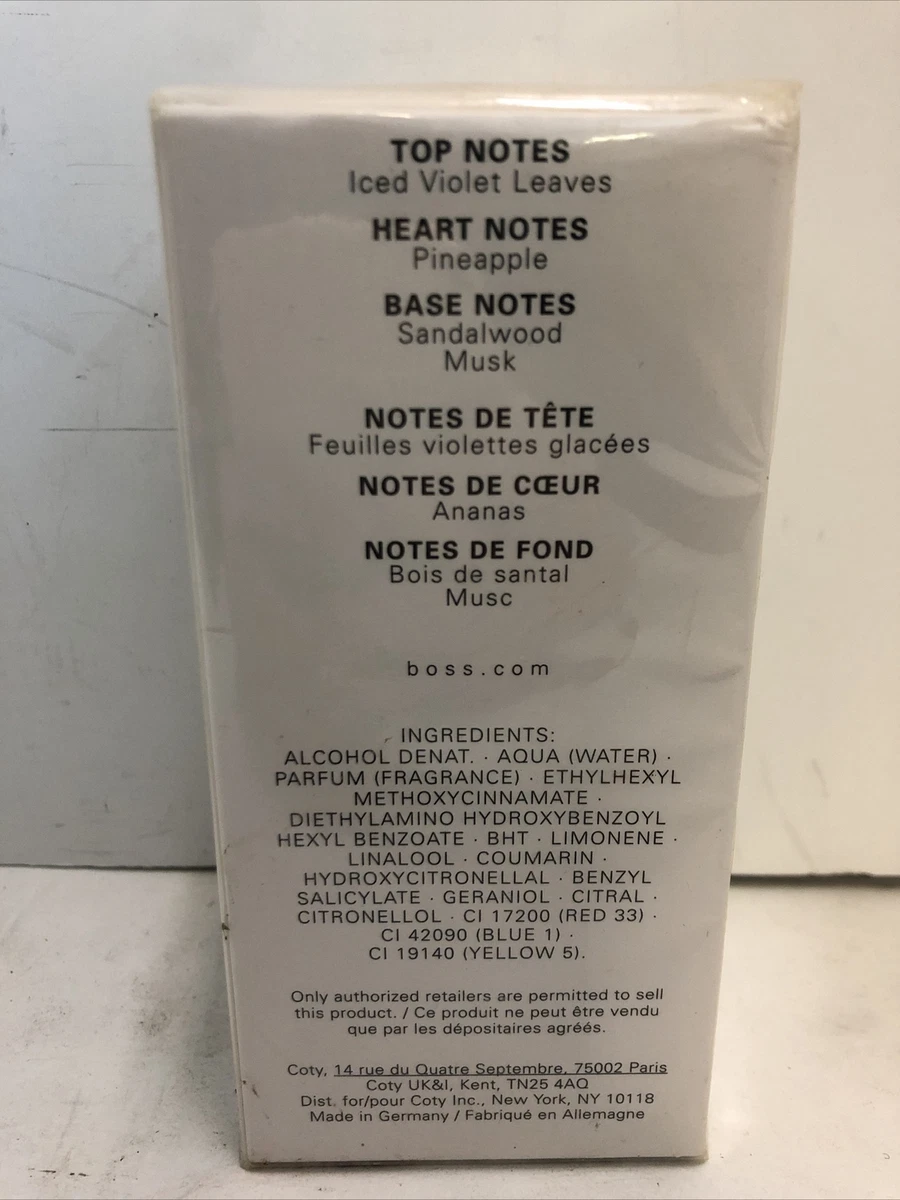 TOP NOTES
Iced Violet Leaves
HEART NOTES
Pineapple
BASE NOTES
Sandalwood
Musk
NOTES DE TÊTE
Feuilles violettes glacées
NOTES DE CŒUR
Ananas
NOTES DE FOND
Bois de santal
Musc
boss.com
INGREDIENTS:
ALCOHOL DENAT. · AQUA (WATER) ·
PARFUM (FRAGRANCE) · ETHYLHEXYL
METHOXYCINNAMATE ·
DIETHYLAMINO HYDROXYBENZOYL
HEXYL BENZOATE · BHT · LIMONENE ·
LINALOOL · COUMARIN ·
HYDROXYCITRONELLAL · BENZYL
SALICYLATE · GERANIOL · CITRAL ·
CITRONELLOL · CI 17200 (RED 33) ·
CI 42090 (BLUE 1) ·
CI 19140 (YELLOW 5).
Only authorized retailers are permitted to sell
this product. / Ce produit ne peut être vendu
que par les dépositaires agréés.
Coty, 14 rue du Quatre Septembre, 75002 Paris
Coty UK&I, Kent, TN25 4AQ
Dist. for/pour Coty Inc., New York, NY 10118
Made in Germany / Fabriqué en Allemagne